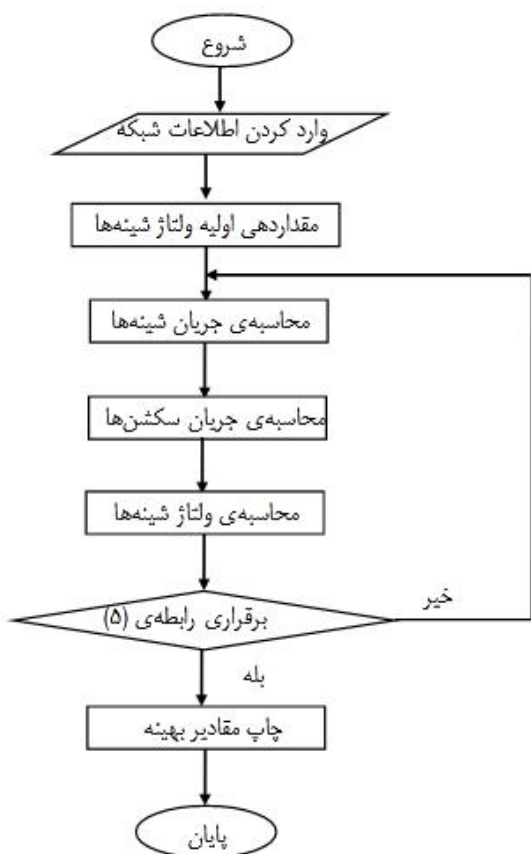 شروع
وارد کردن اطلاعات شبکه
مقداردهی اولیه ولتاژ شینه‌ها
محاسبه‌ی جریان شینه‌ها
محاسبه‌ی جریان سکشن‌ها
محاسبه‌ی ولتاژ شینه‌ها
برقراری رابطه‌ی (۵)
خیر
بله
چاپ مقادیر بهینه
پایان